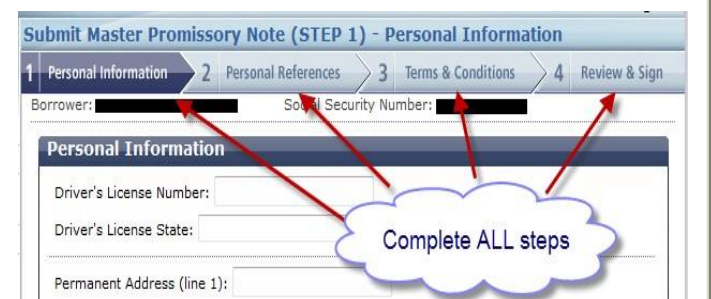 Submit Master Promissory Note (STEP 1) - Personal Information
1 Personal Information 2 Personal References 3 Terms & Conditions 4 Review & Sign
Borrower: Social Security Number:
Personal Information
Driver's License Number:
Driver's License State:
Complete ALL steps
Permanent Address (line 1):